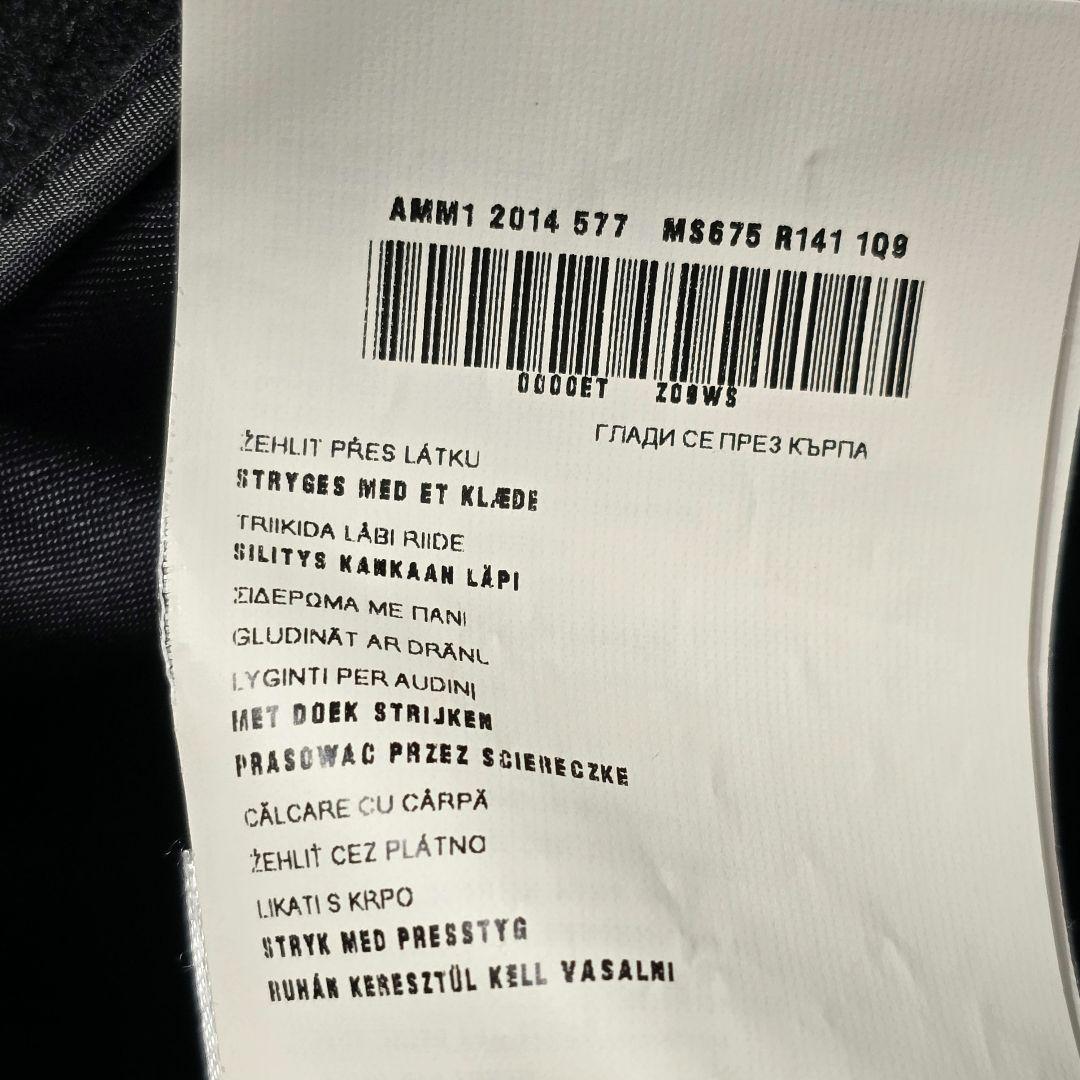 AMM1 2014 577 MS675 R141 1Q9
0000ET Z09WS
ГЛАДИ СЕ ПРЕЗ КЪРПА
ŽEHLIT PŘES LÁTKU
STRYGES MED ET KLÆDE
TRIIKIDA LÄBI RIIDE
SILITYS KANKAAN LÄPI
ΣΙΔΕΡΩΜΑ ΜΕ ΠΑΝΙ
GLUDINĀT AR DRĀNU
LYGINTI PER AUDINĮ
MET DOEK STRIJKEN
PRASOWAC PRZEZ SCIERECZKE
CĂLCARE CU CÂRPĂ
ŽEHLIŤ CEZ PLÁTNO
LIKATI S KRPO
STRYK MED PRESSTYG
RUHÁN KERESZTÜL KELL VASALNI